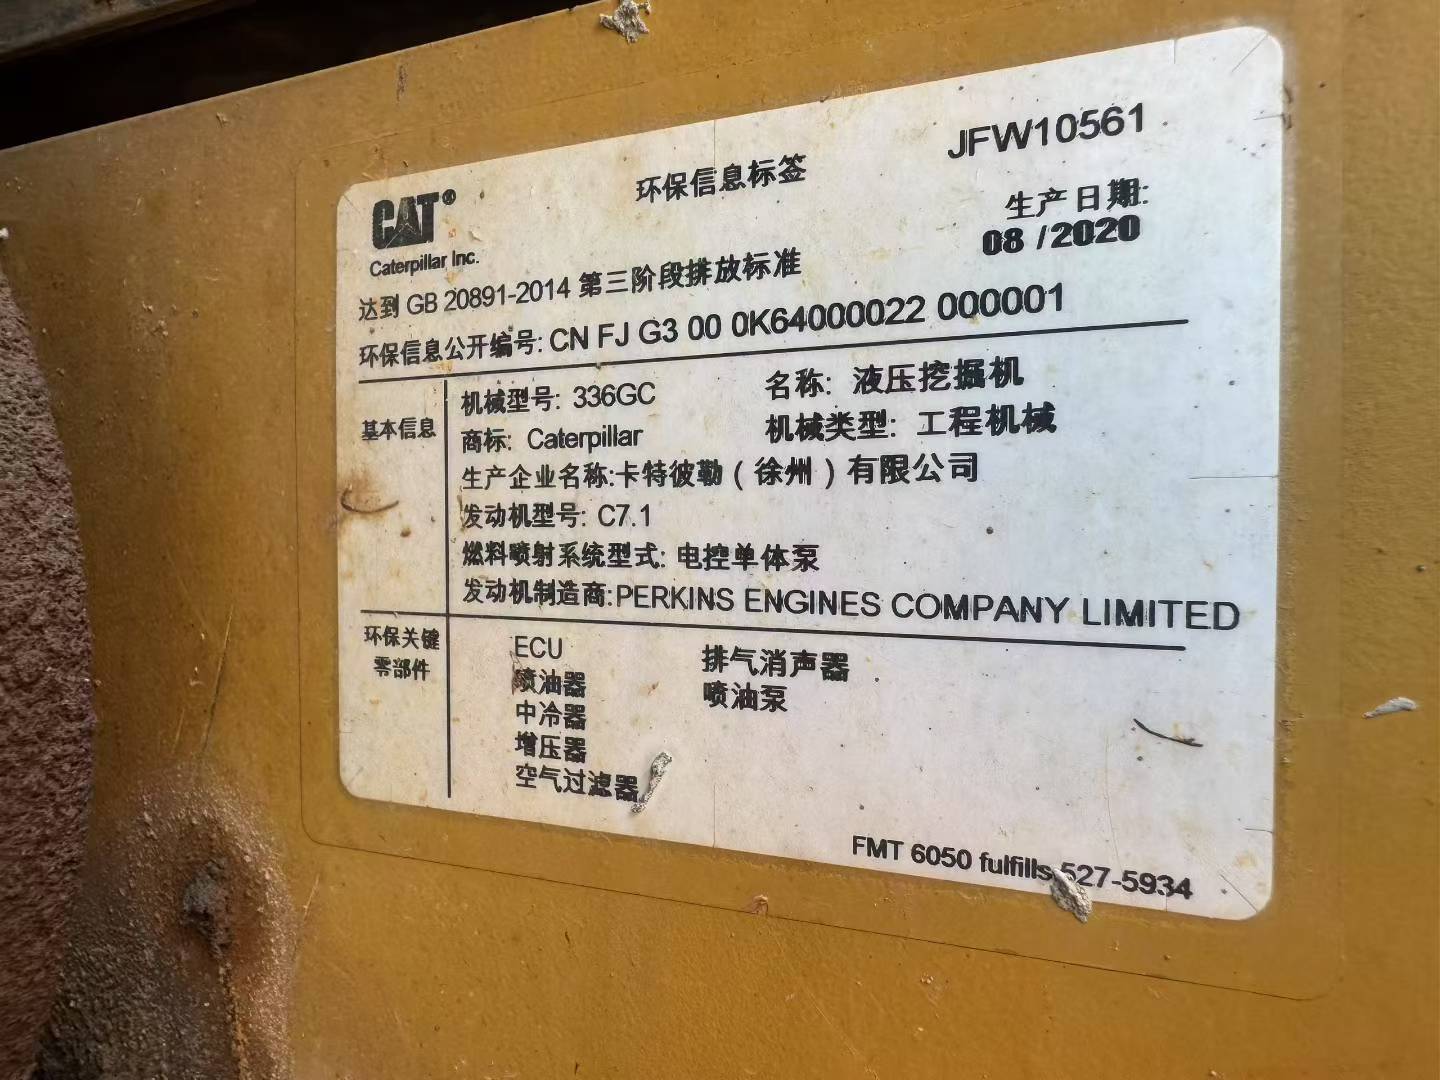 CAT®
Caterpillar Inc.
环保信息标签
JFW10561
生产日期:
08 /2020
达到 GB 20891-2014 第三阶段排放标准
环保信息公开编号: CN FJ G3 00 0K64000022 000001
基本信息
机械型号: 336GC
名称: 液压挖掘机
商标: Caterpillar
机械类型: 工程机械
生产企业名称:卡特彼勒（徐州）有限公司
发动机型号: C7.1
燃料喷射系统型式: 电控单体泵
发动机制造商:PERKINS ENGINES COMPANY LIMITED
环保关键
零部件
ECU
喷油器
中冷器
增压器
空气过滤器
排气消声器
喷油泵
FMT 6050 fulfills 527-5934